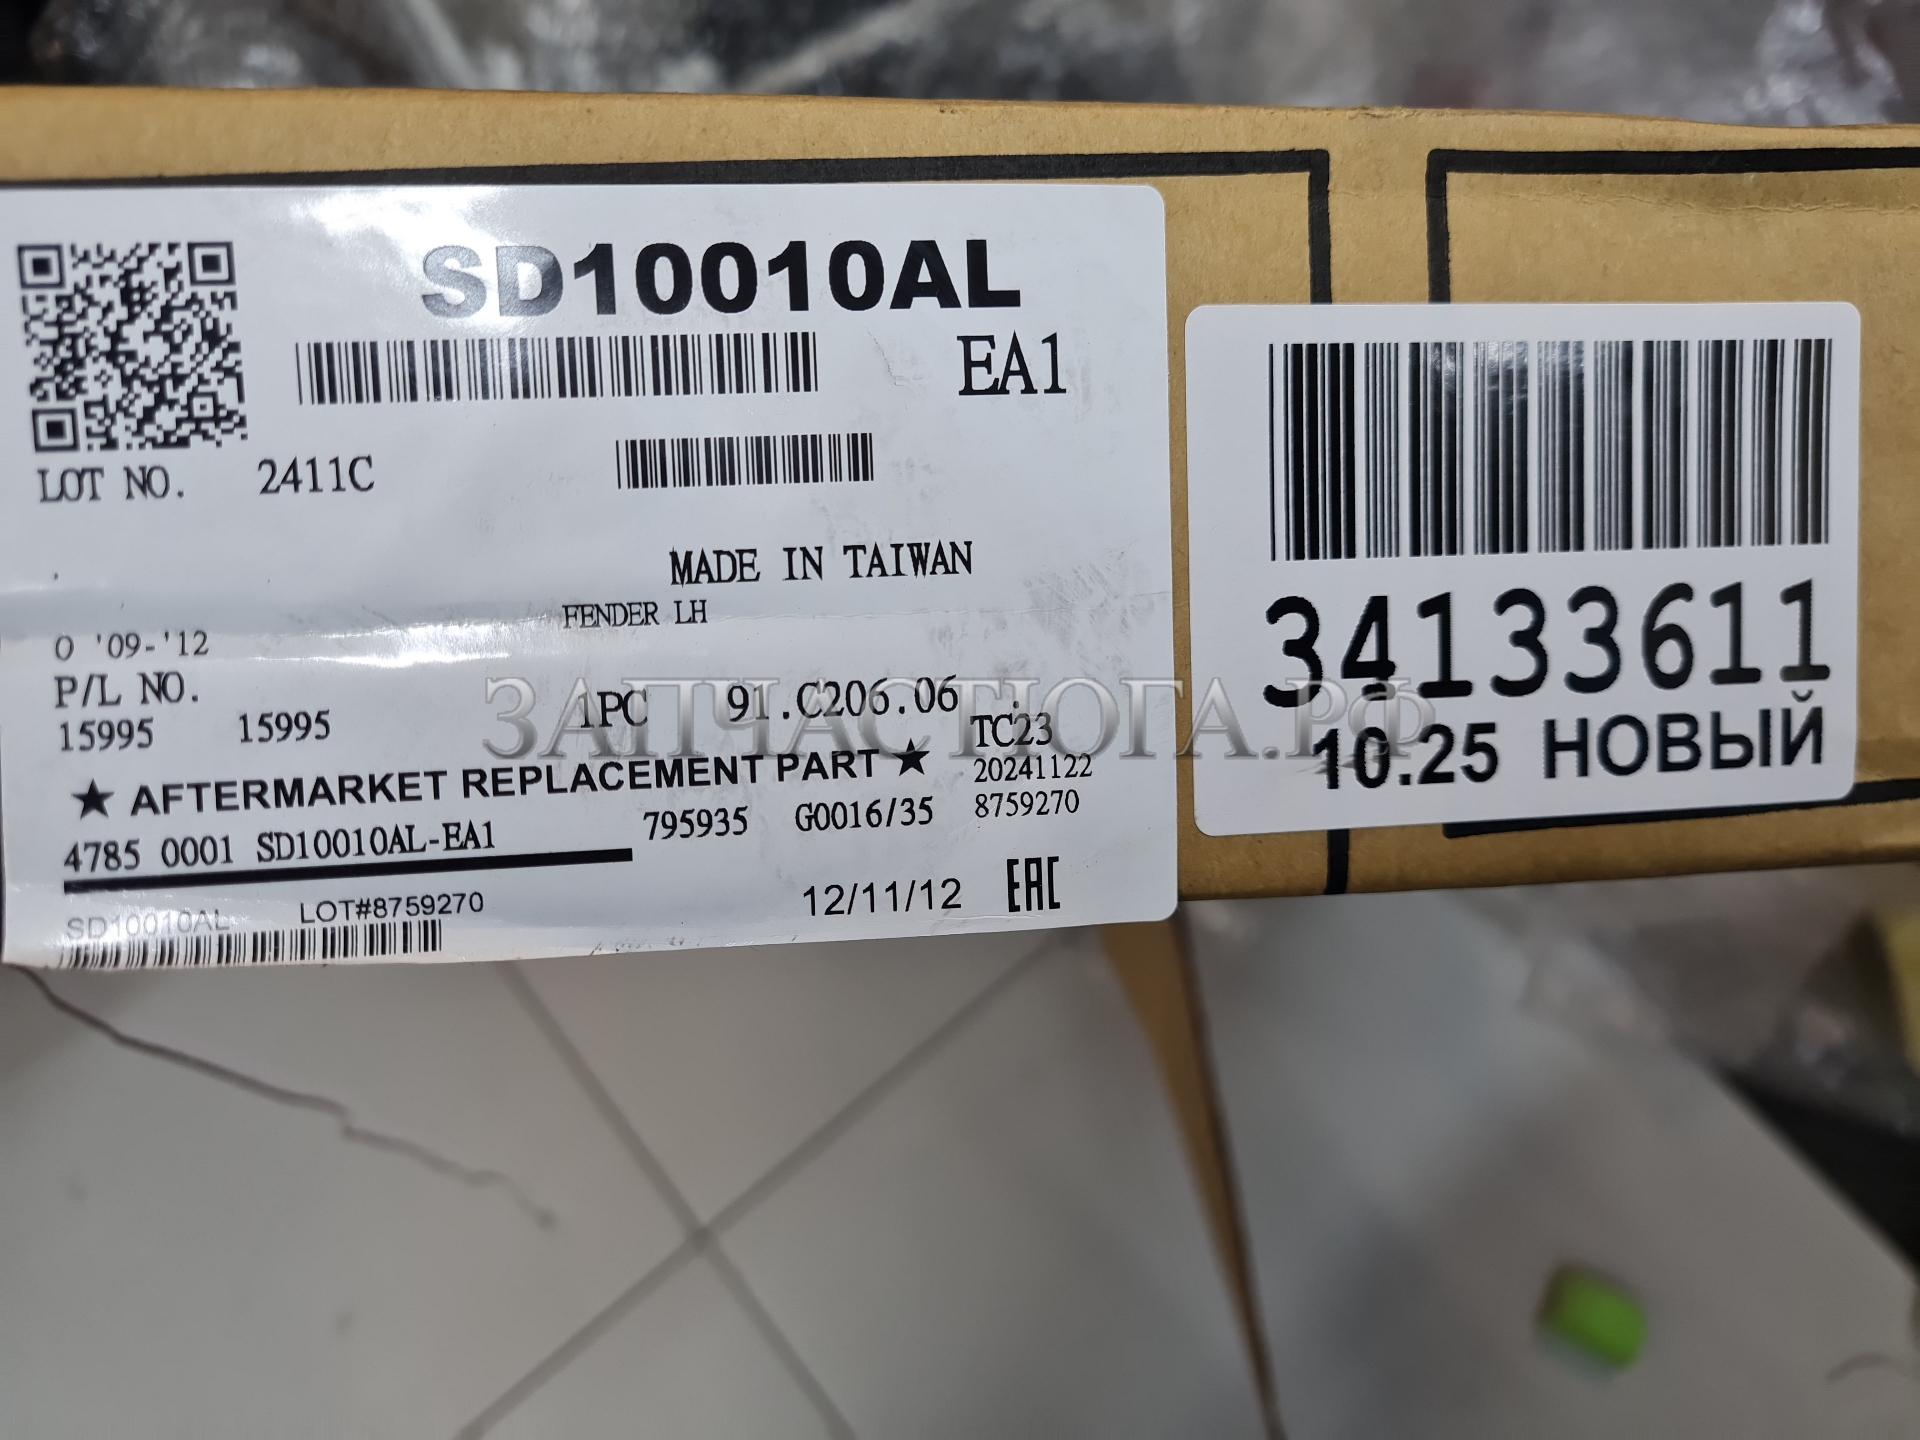 SD10010AL
EA1
LOT NO. 2411C
MADE IN TAIWAN
FENDER LH
O '09-'12
P/L NO.
15995 15995 1PC 91.C206.06
TC23
★ AFTERMARKET REPLACEMENT PART ★
20241122
4785 0001 SD10010AL-EA1 795935 G0016/35 8759270
SD10010AL LOT#8759270 12/11/12 EAC
34133611
10.25 НОВЫЙ
ЗАПЧАСТЮГА.РФ